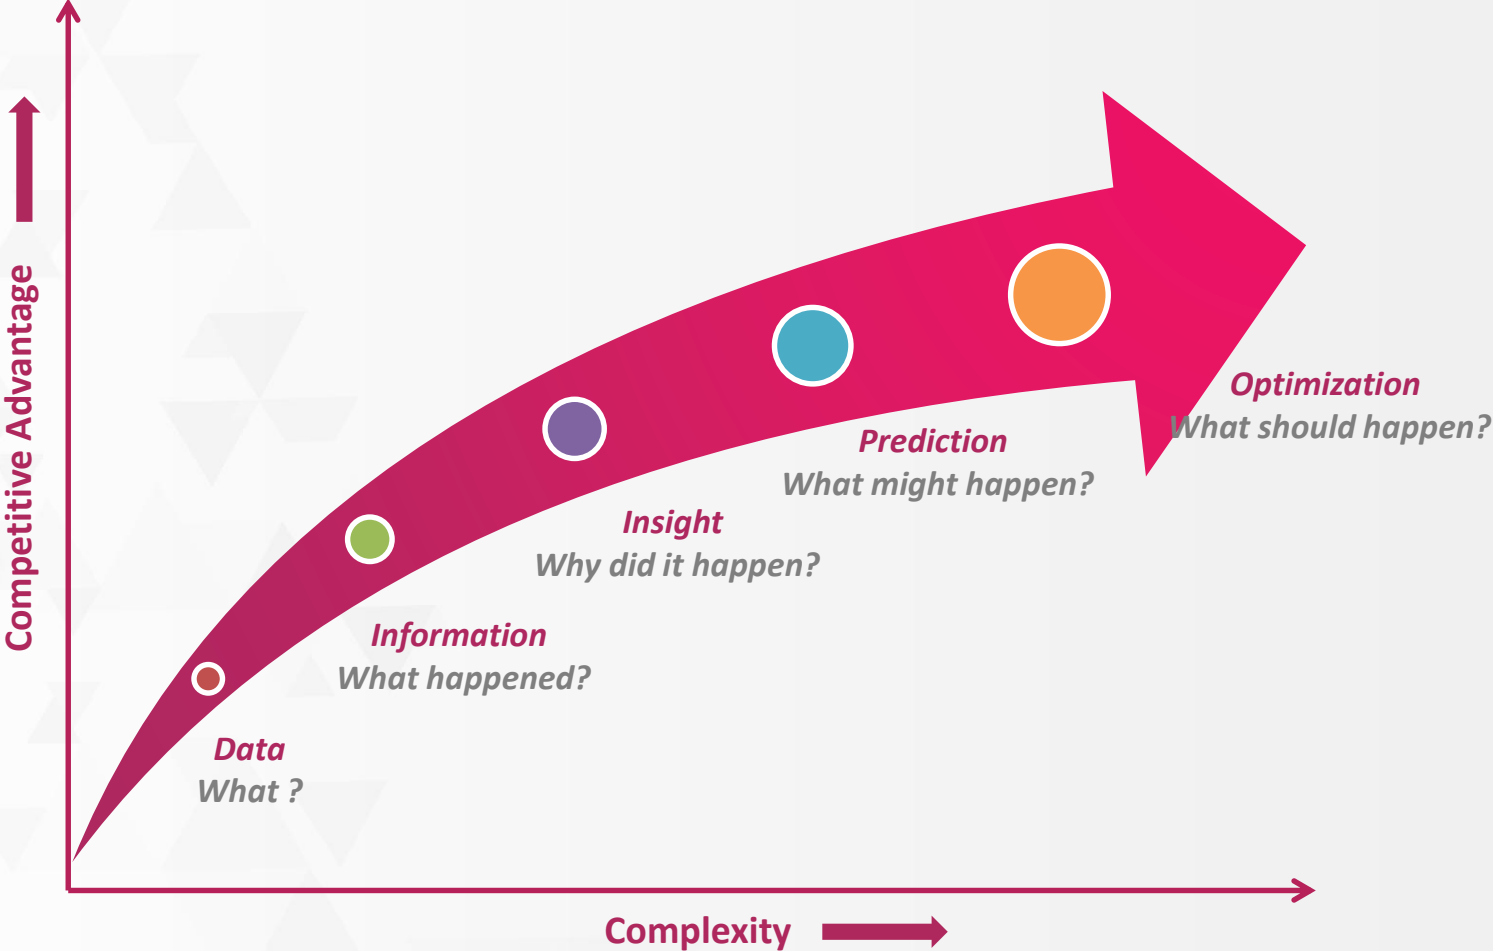 Competitive Advantage
Optimization
What should happen?
Prediction
What might happen?
Insight
Why did it happen?
Information
What happened?
Data
What ?
Complexity